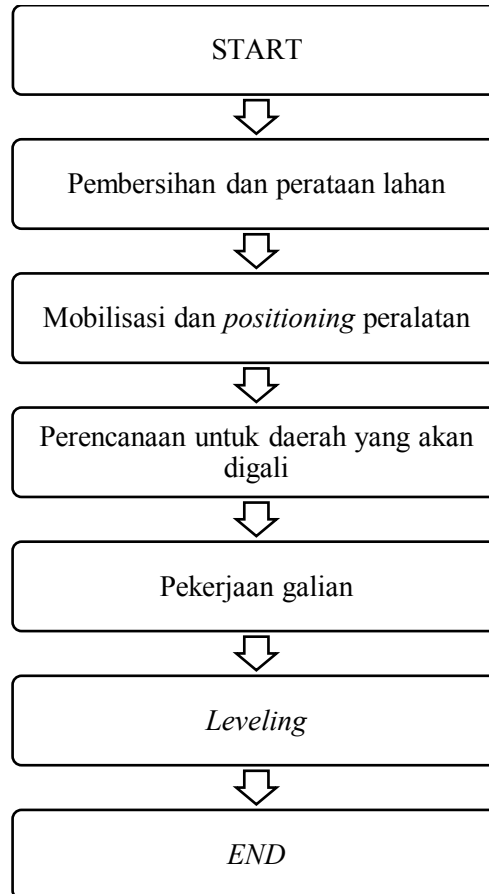 START
Pembersihan dan perataan lahan
Mobilisasi dan positioning peralatan
Perencanaan untuk daerah yang akan
digali
Pekerjaan galian
Leveling
END